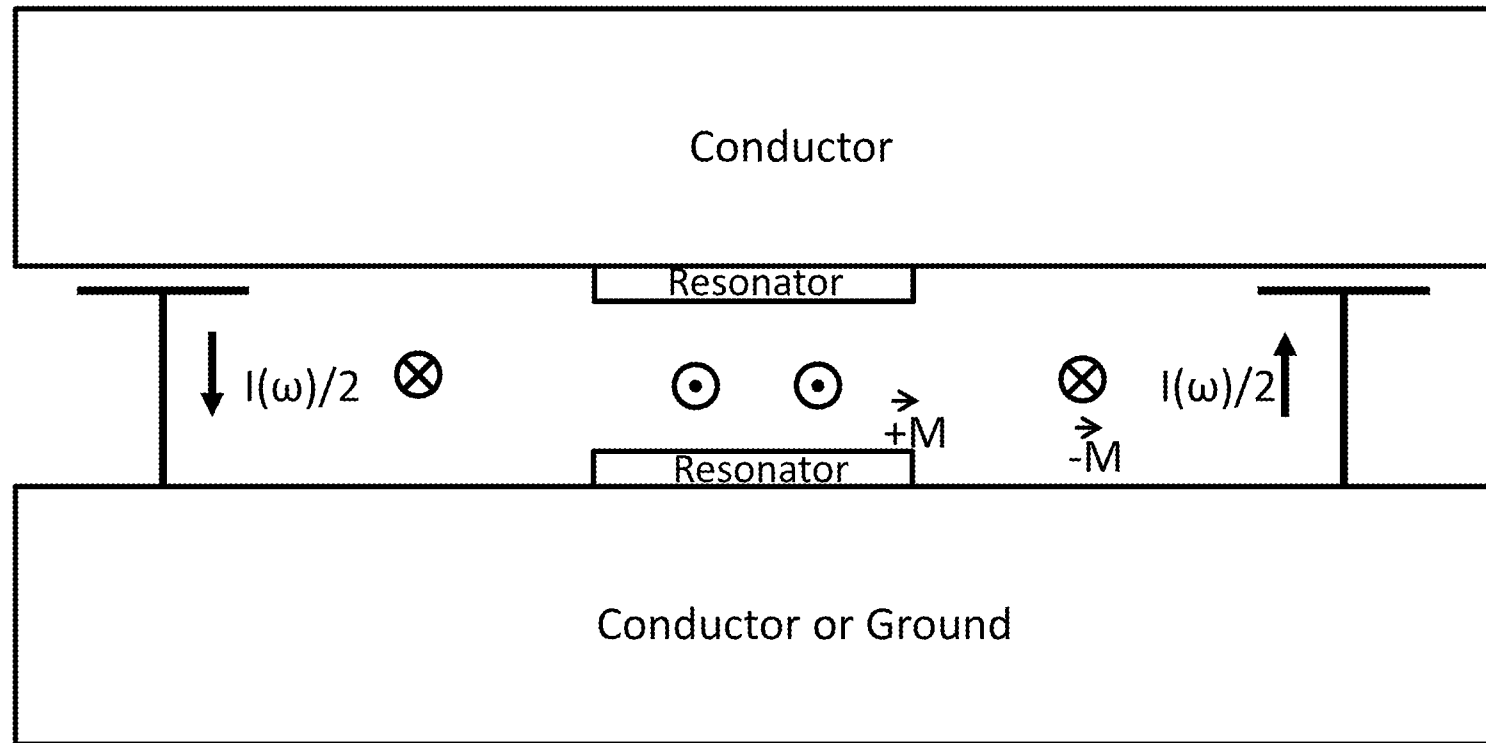 Conductor
Resonator
I(ω)/2
I(ω)/2
+M
-M
Resonator
Conductor or Ground